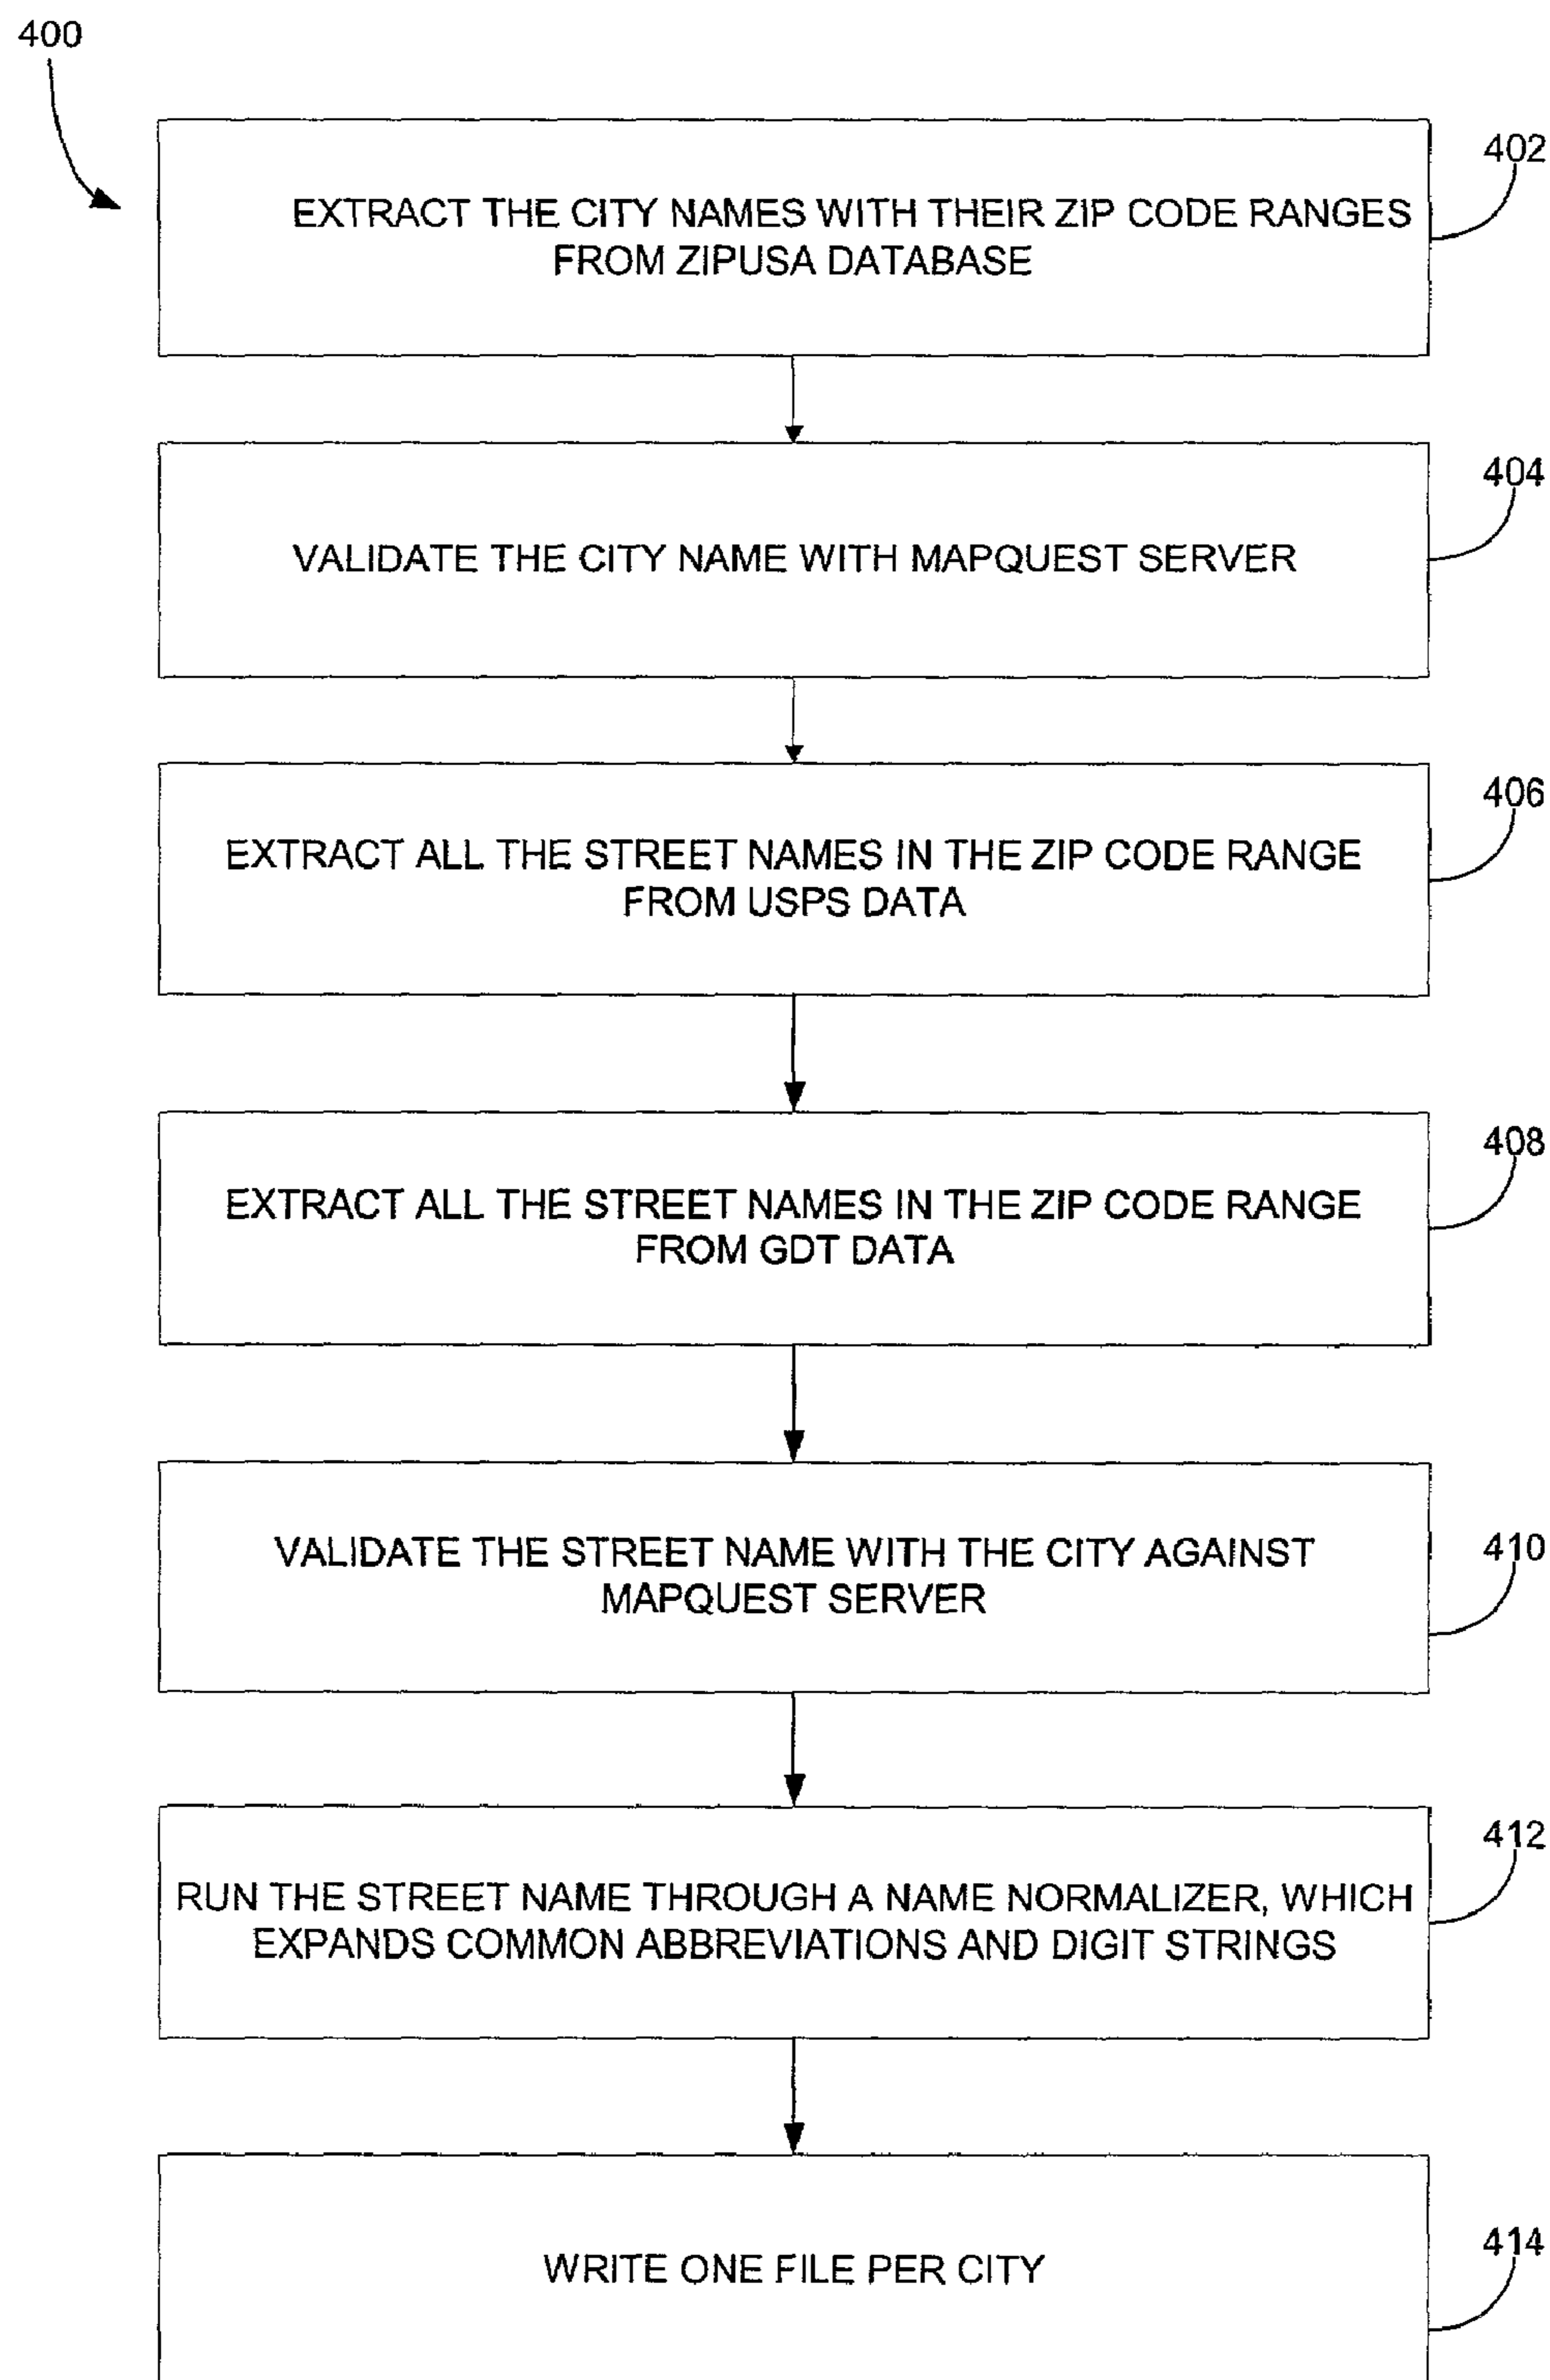 400
402
EXTRACT THE CITY NAMES WITH THEIR ZIP CODE RANGES
FROM ZIPUSA DATABASE
404
VALIDATE THE CITY NAME WITH MAPQUEST SERVER
406
EXTRACT ALL THE STREET NAMES IN THE ZIP CODE RANGE
FROM USPS DATA
408
EXTRACT ALL THE STREET NAMES IN THE ZIP CODE RANGE
FROM GDT DATA
410
VALIDATE THE STREET NAME WITH THE CITY AGAINST
MAPQUEST SERVER
412
RUN THE STREET NAME THROUGH A NAME NORMALIZER, WHICH
EXPANDS COMMON ABBREVIATIONS AND DIGIT STRINGS
414
WRITE ONE FILE PER CITY